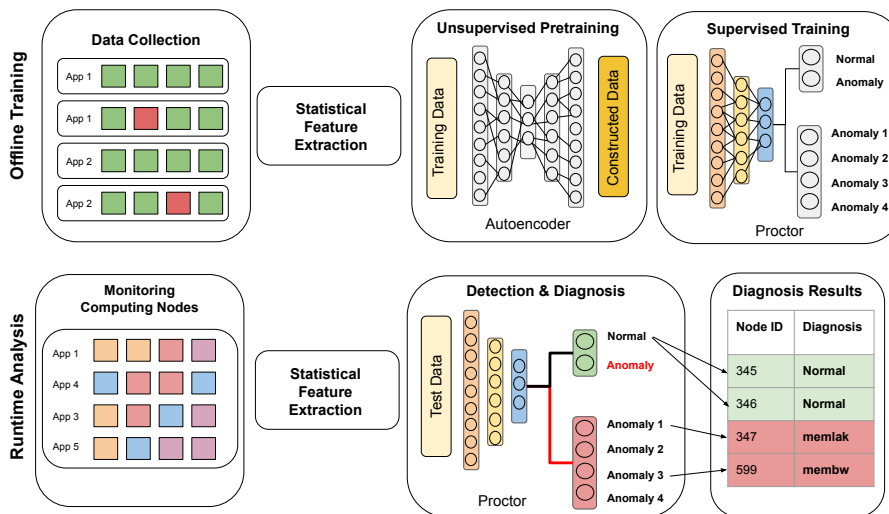 Offline Training
Data Collection
App 1
App 1
App 2
App 2
Statistical
Feature
Extraction
Unsupervised Pretraining
Training Data
Constructed Data
Autoencoder
Supervised Training
Training Data
Normal
Anomaly
Anomaly 1
Anomaly 2
Anomaly 3
Anomaly 4
Proctor
Runtime Analysis
Monitoring
Computing Nodes
App 1
App 4
App 3
App 5
Statistical
Feature
Extraction
Detection & Diagnosis
Test Data
Normal
Anomaly
Anomaly 1
Anomaly 2
Anomaly 3
Anomaly 4
Proctor
Diagnosis Results
Node ID Diagnosis
345 Normal
346 Normal
347 memlak
599 membw